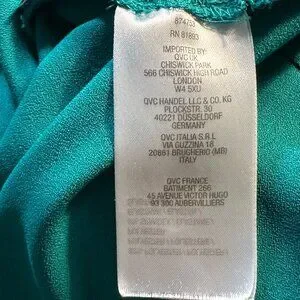 874753
RN 81893
IMPORTED BY:
QVC UK
CHISWICK PARK
566 CHISWICK HIGH ROAD
LONDON
W4 5XU
QVC HANDEL LLC & CO. KG
PLOCKSTR. 30
40221 DÜSSELDORF
GERMANY
QVC ITALIA S.R.L
VIA GUZZINA 18
20861 BRUGHERIO (MB)
ITALY
QVC FRANCE
BATIMENT 266
45 AVENUE VICTOR HUGO
93 300 AUBERVILLIERS